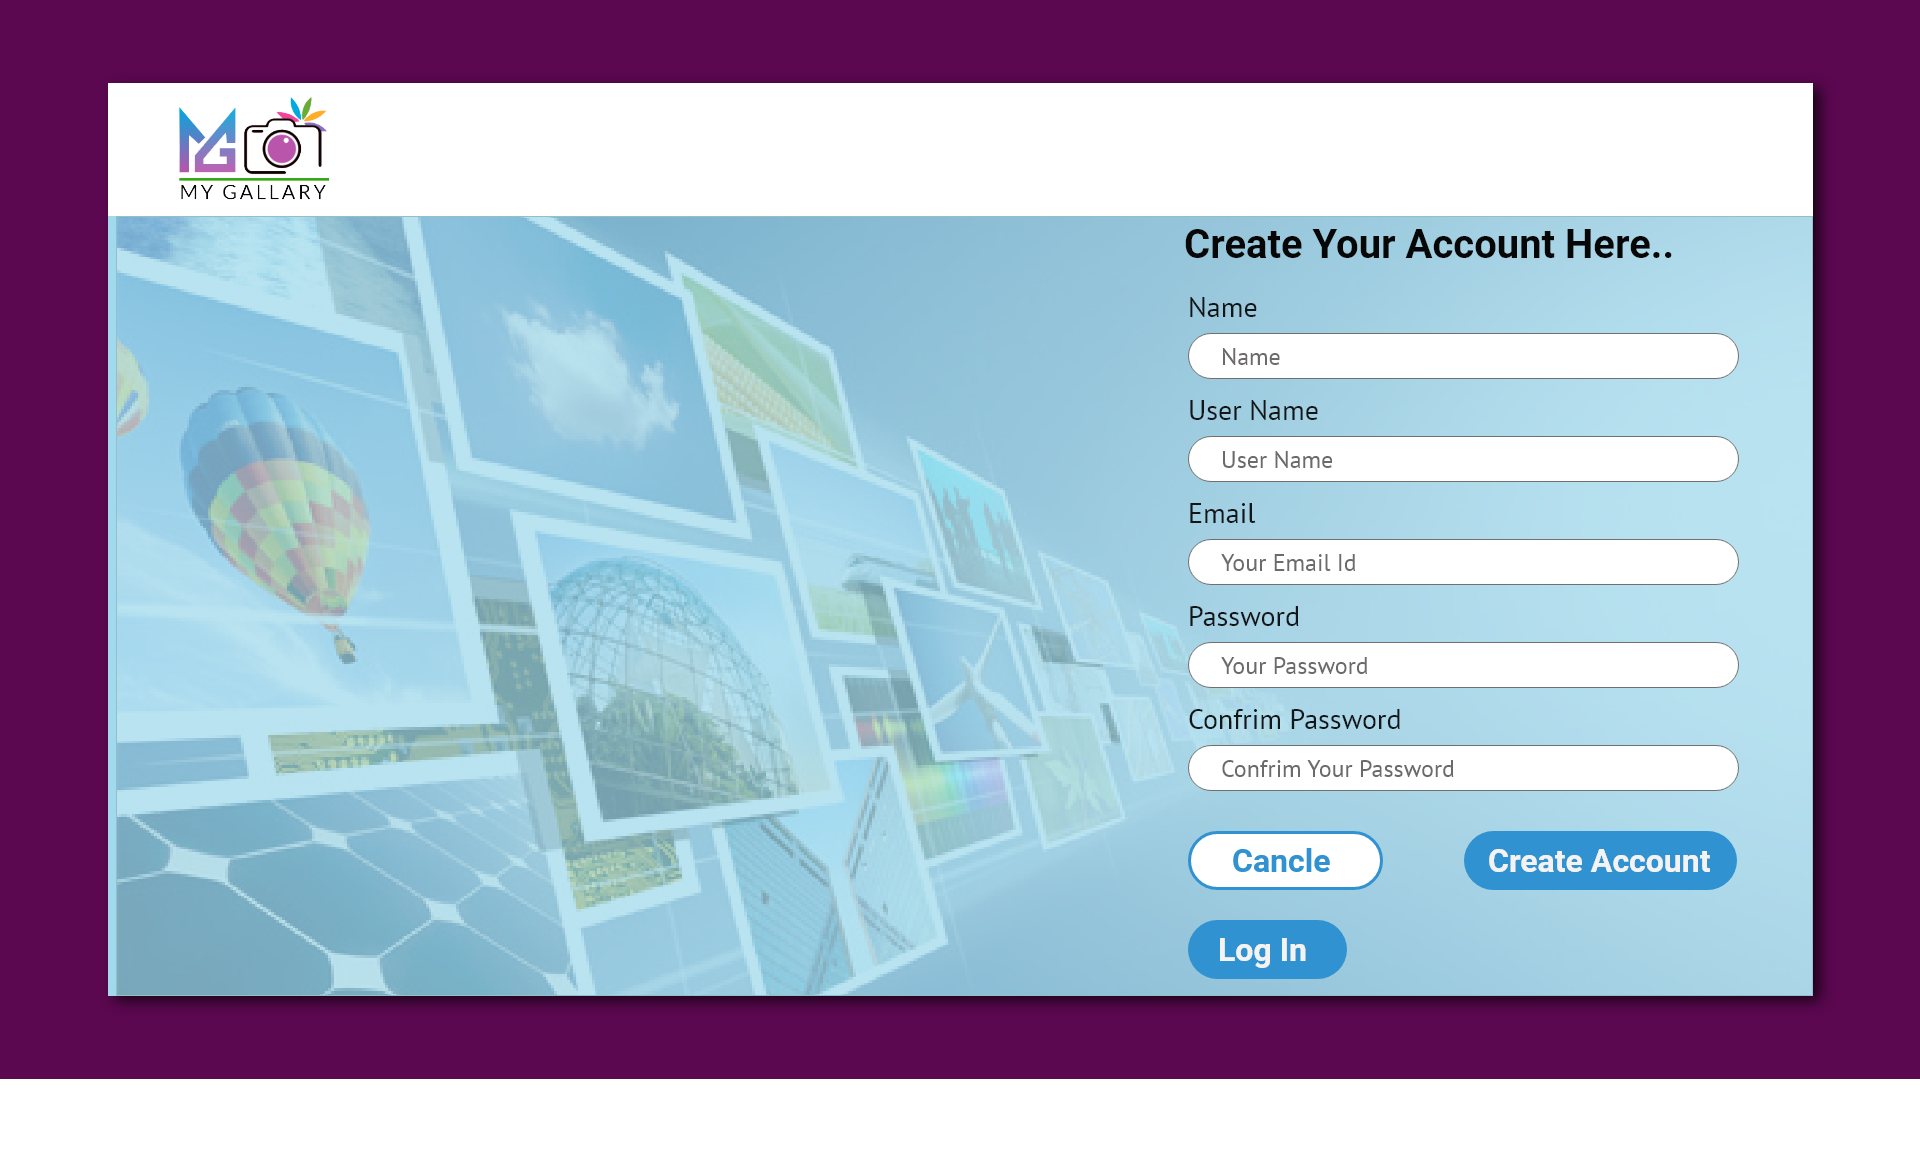 MG
MY GALLARY
Create Your Account Here..
Name
Name
User Name
User Name
Email
Your Email Id
Password
Your Password
Confrim Password
Confrim Your Password
Cancle
Create Account
Log In